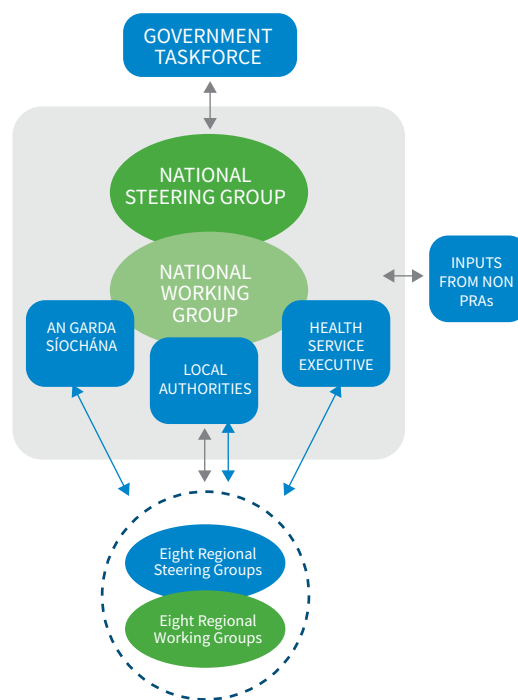 GOVERNMENT
TASKFORCE
NATIONAL
STEERING GROUP
NATIONAL
WORKING
GROUP
INPUTS
FROM NON
PRAs
AN GARDA
SÍOCHÁNA
LOCAL
AUTHORITIES
HEALTH
SERVICE
EXECUTIVE
Eight Regional
Steering Groups
Eight Regional
Working Groups